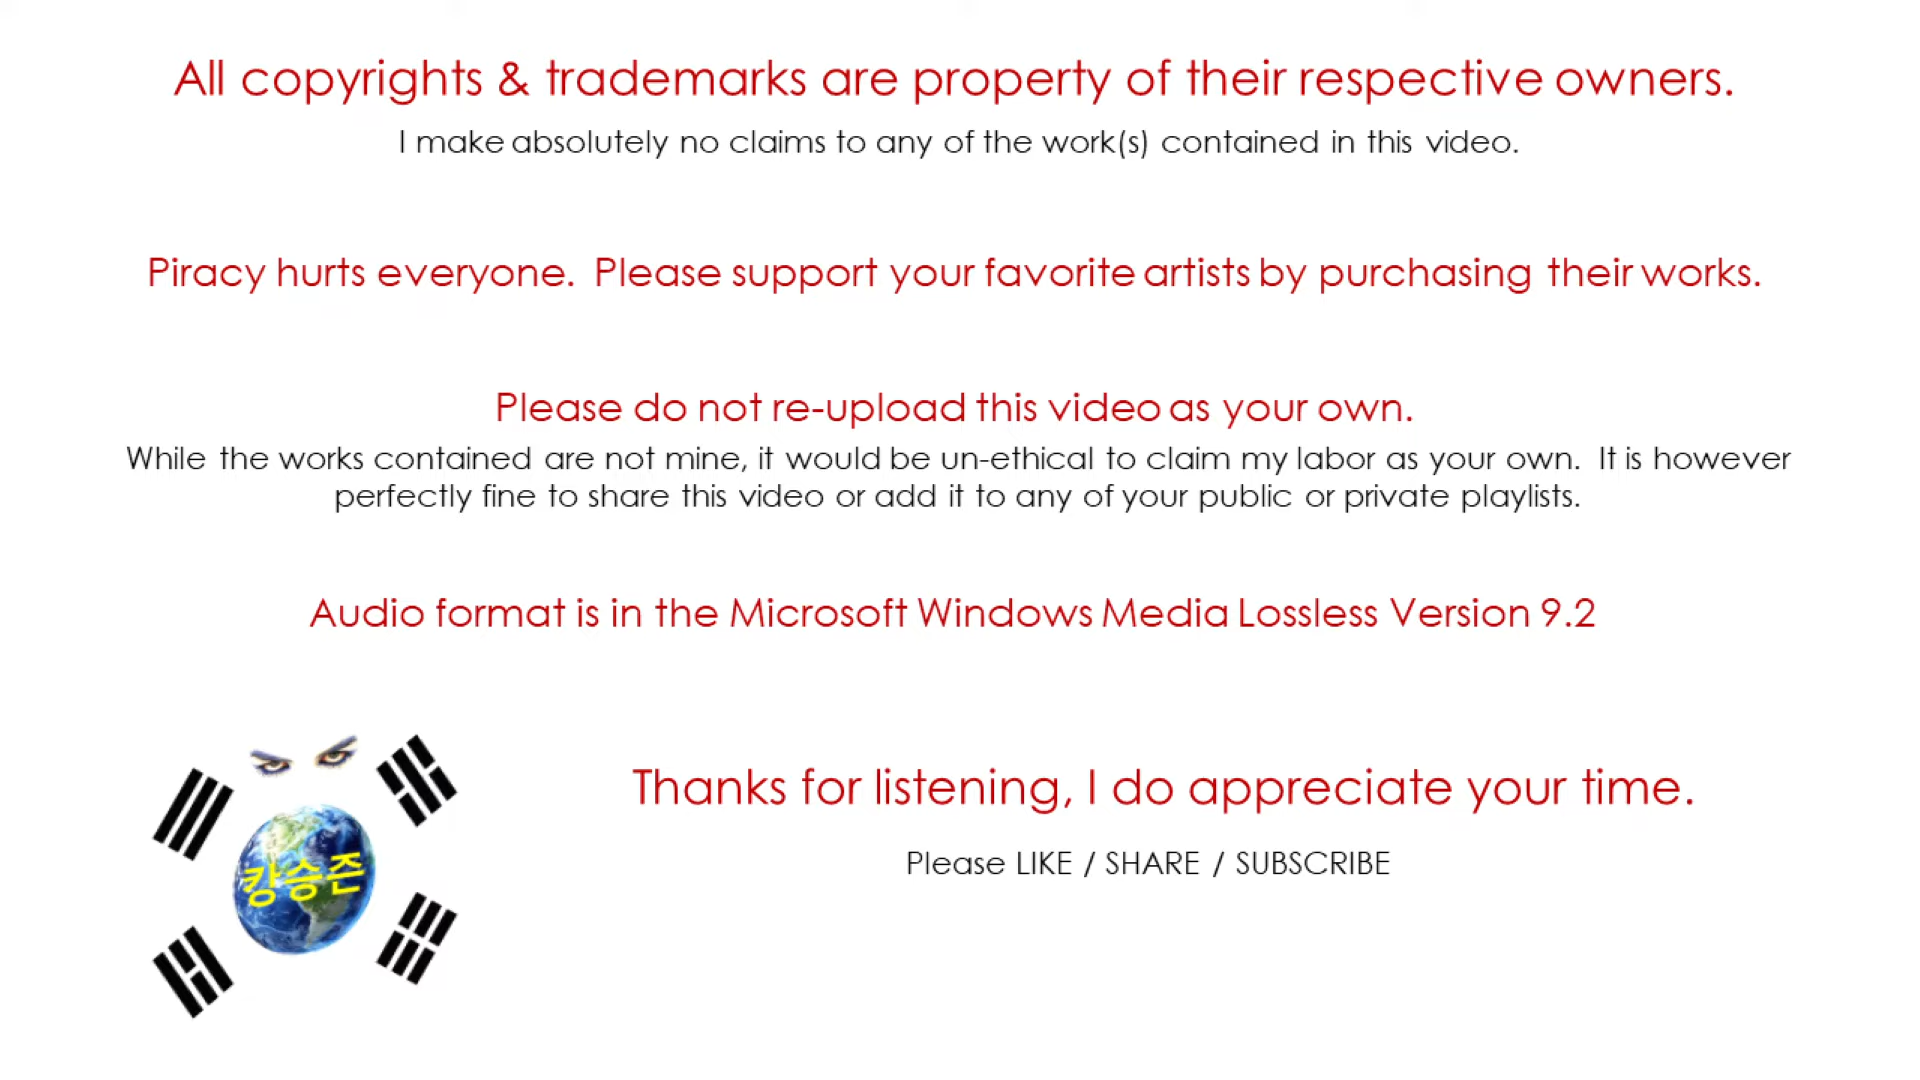 All copyrights & trademarks are property of their respective owners.
I make absolutely no claims to any of the work(s) contained in this video.
Piracy hurts everyone. Please support your favorite artists by purchasing their works.
Please do not re-upload this video as your own.
While the works contained are not mine, it would be un-ethical to claim my labor as your own. It is however
perfectly fine to share this video or add it to any of your public or private playlists.
Audio format is in the Microsoft Windows Media Lossless Version 9.2
캉승준
Thanks for listening, I do appreciate your time.
Please LIKE / SHARE / SUBSCRIBE